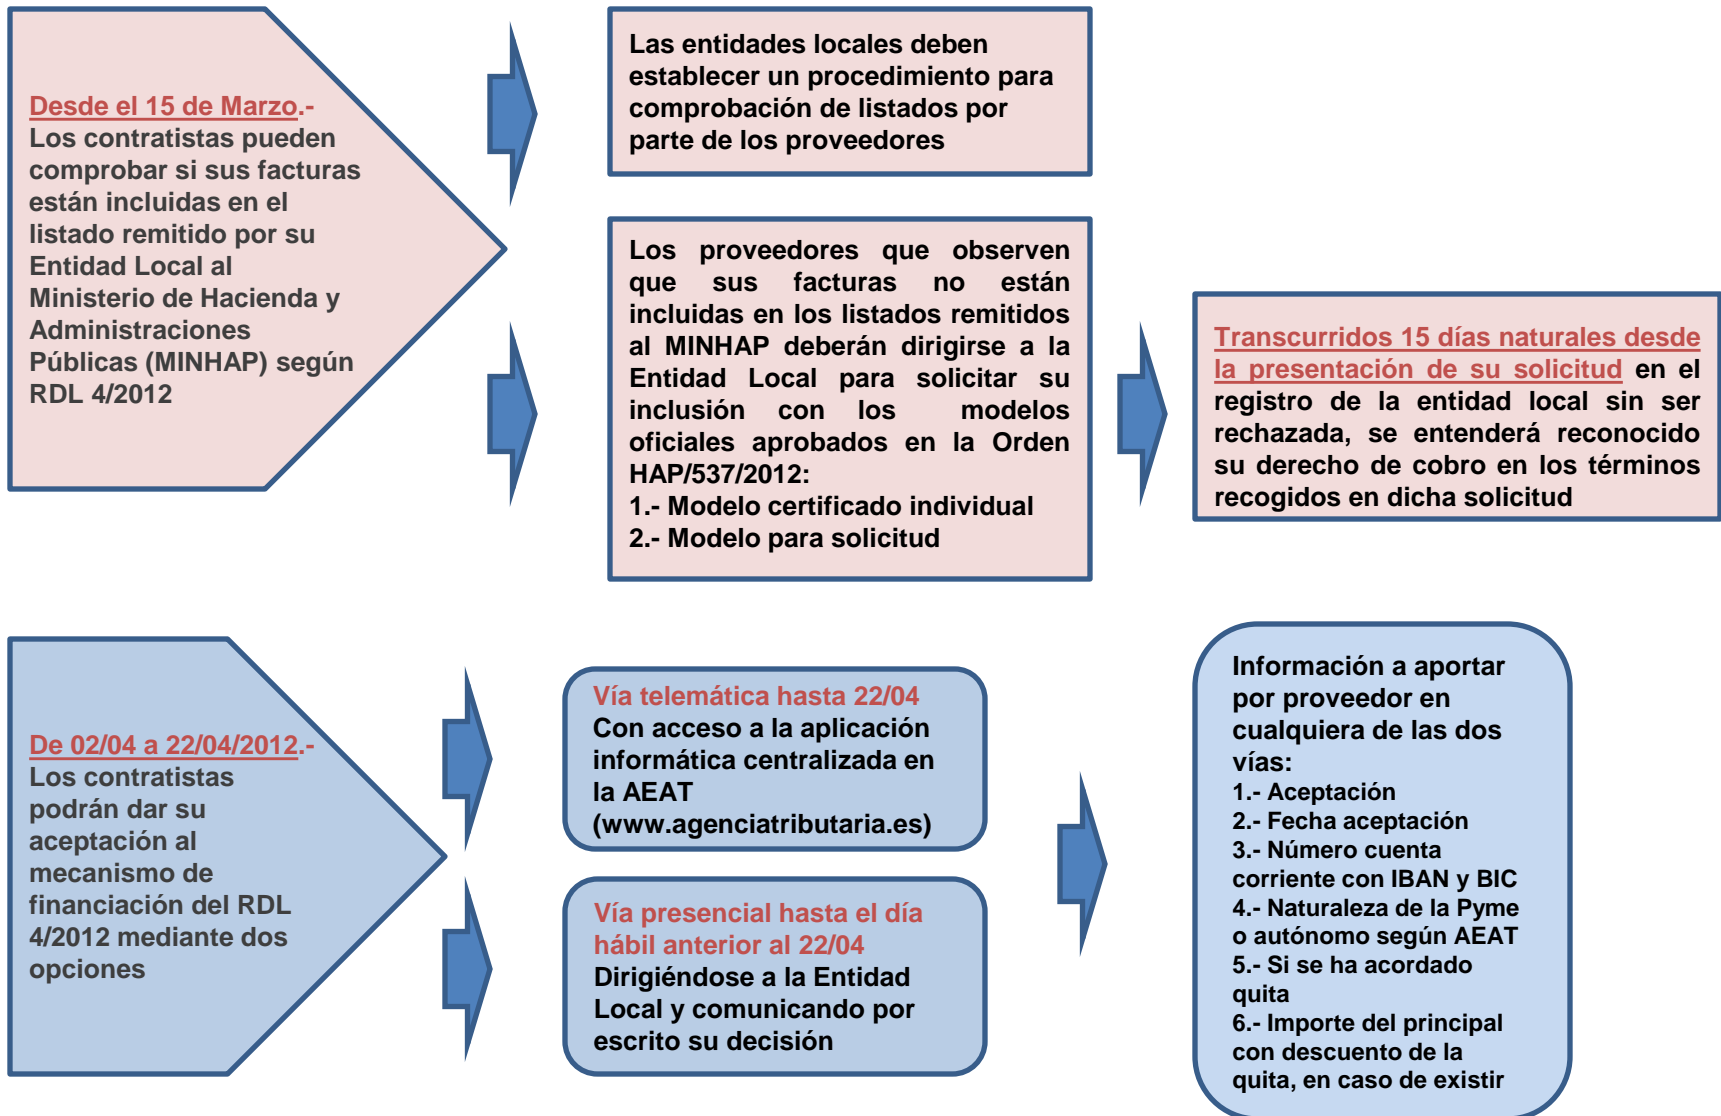 Desde el 15 de Marzo.-
Los contratistas pueden
comprobar si sus facturas
están incluidas en el
listado remitido por su
Entidad Local al
Ministerio de Hacienda y
Administraciones
Públicas (MINHAP) según
RDL 4/2012
Las entidades locales deben
establecer un procedimiento para
comprobación de listados por
parte de los proveedores
Los proveedores que observen
que sus facturas no están
incluidas en los listados remitidos
al MINHAP deberán dirigirse a la
Entidad Local para solicitar su
inclusión con los modelos
oficiales aprobados en la Orden
HAP/537/2012:
1.- Modelo certificado individual
2.- Modelo para solicitud
Transcurridos 15 días naturales desde
la presentación de su solicitud en el
registro de la entidad local sin ser
rechazada, se entenderá reconocido
su derecho de cobro en los términos
recogidos en dicha solicitud
De 02/04 a 22/04/2012.-
Los contratistas
podrán dar su
aceptación al
mecanismo de
financiación del RDL
4/2012 mediante dos
opciones
Vía telemática hasta 22/04
Con acceso a la aplicación
informática centralizada en
la AEAT
(www.agenciatributaria.es)
Vía presencial hasta el día
hábil anterior al 22/04
Dirigiéndose a la Entidad
Local y comunicando por
escrito su decisión
Información a aportar
por proveedor en
cualquiera de las dos
vías:
1.- Aceptación
2.- Fecha aceptación
3.- Número cuenta
corriente con IBAN y BIC
4.- Naturaleza de la Pyme
o autónomo según AEAT
5.- Si se ha acordado
quita
6.- Importe del principal
con descuento de la
quita, en caso de existir